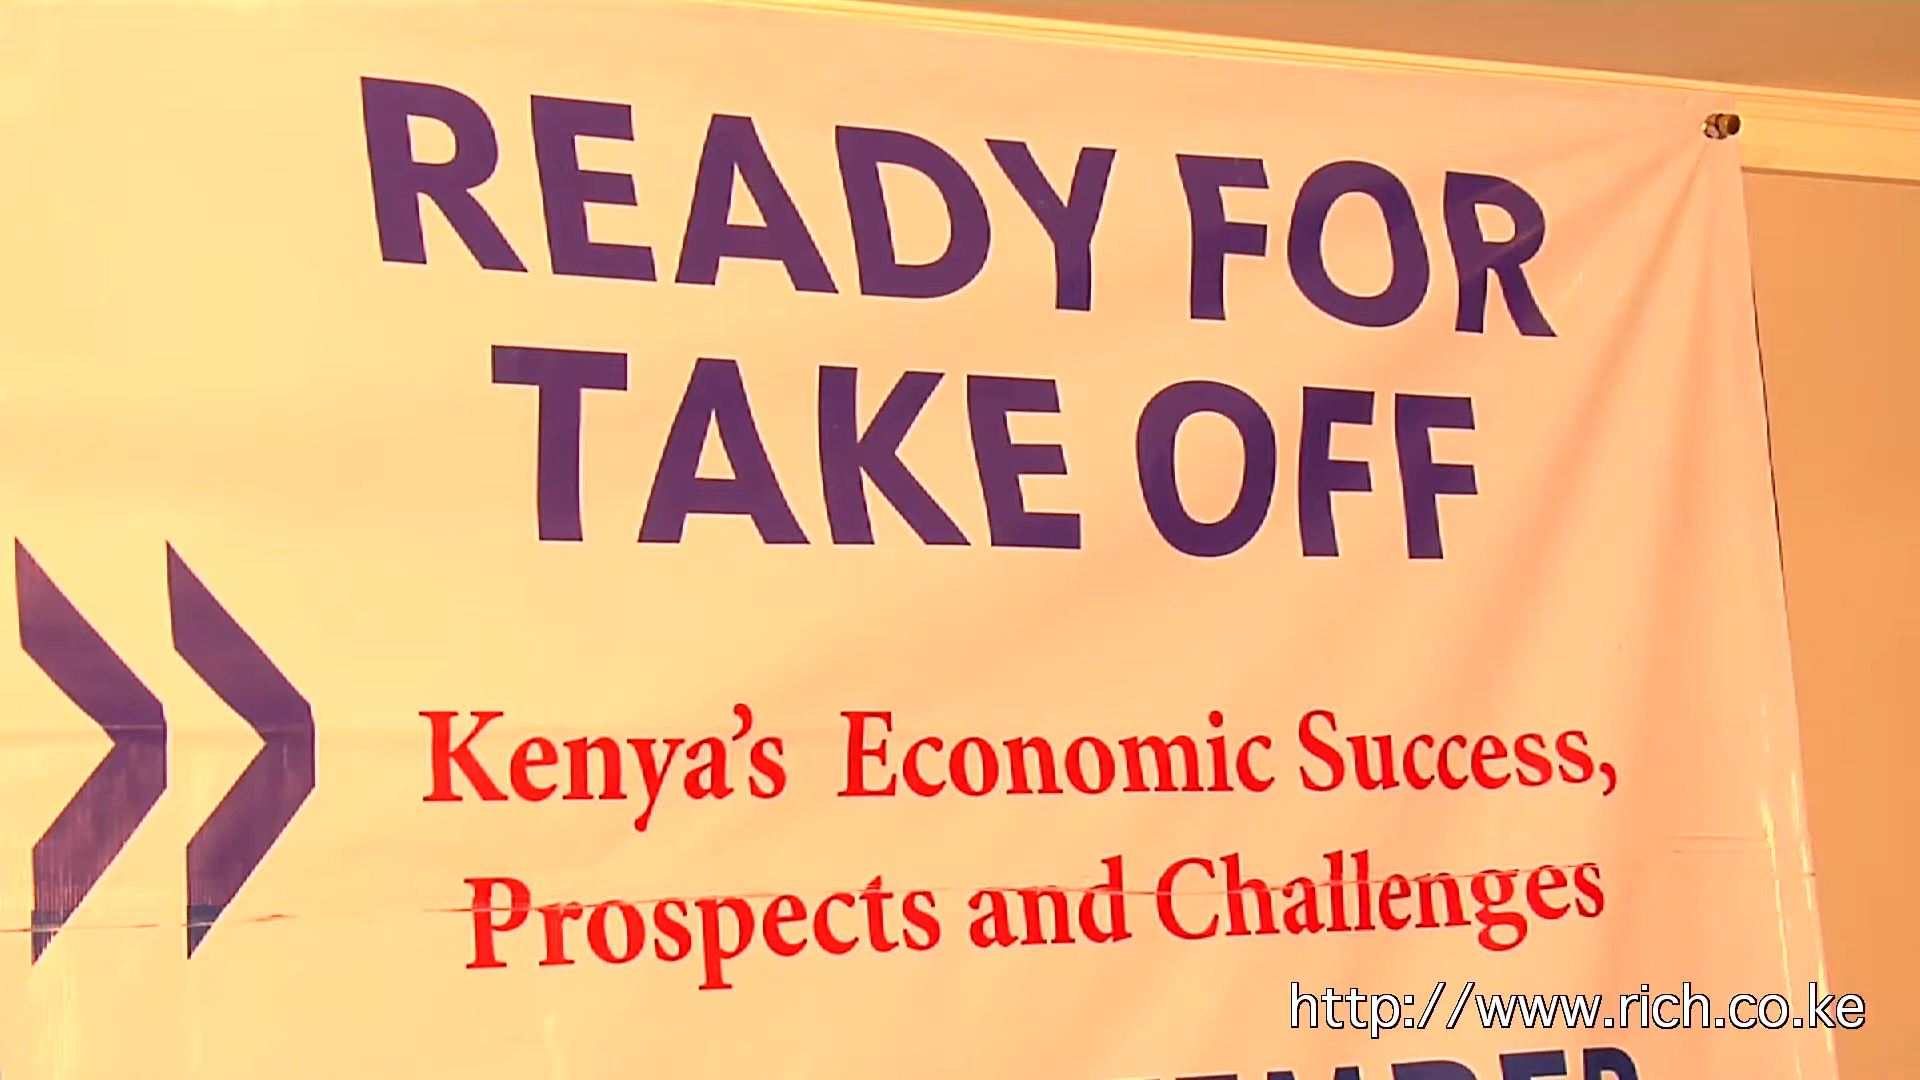 READY FOR
TAKE OFF
Kenya's Economic Success,
Prospects and Challenges
http://www.rich.co.ke